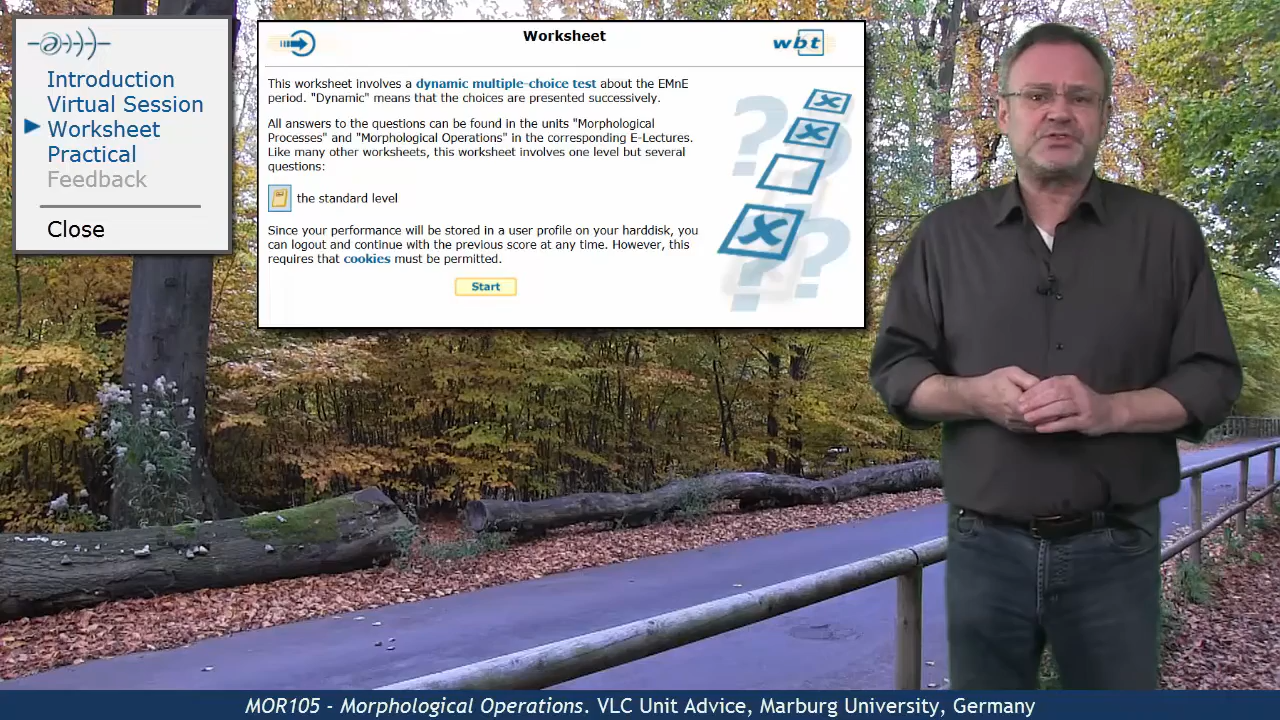 Introduction
Virtual Session
Worksheet
Practical
Feedback
Close
Worksheet
wbt
This worksheet involves a dynamic multiple-choice test about the EMnE
period. "Dynamic" means that the choices are presented successively.
All answers to the questions can be found in the units "Morphological
Processes" and "Morphological Operations" in the corresponding E-Lectures.
Like many other worksheets, this worksheet involves one level but several
questions:
the standard level
Since your performance will be stored in a user profile on your harddisk, you
can logout and continue with the previous score at any time. However, this
requires that cookies must be permitted.
Start
MOR105 - Morphological Operations. VLC Unit Advice, Marburg University, Germany